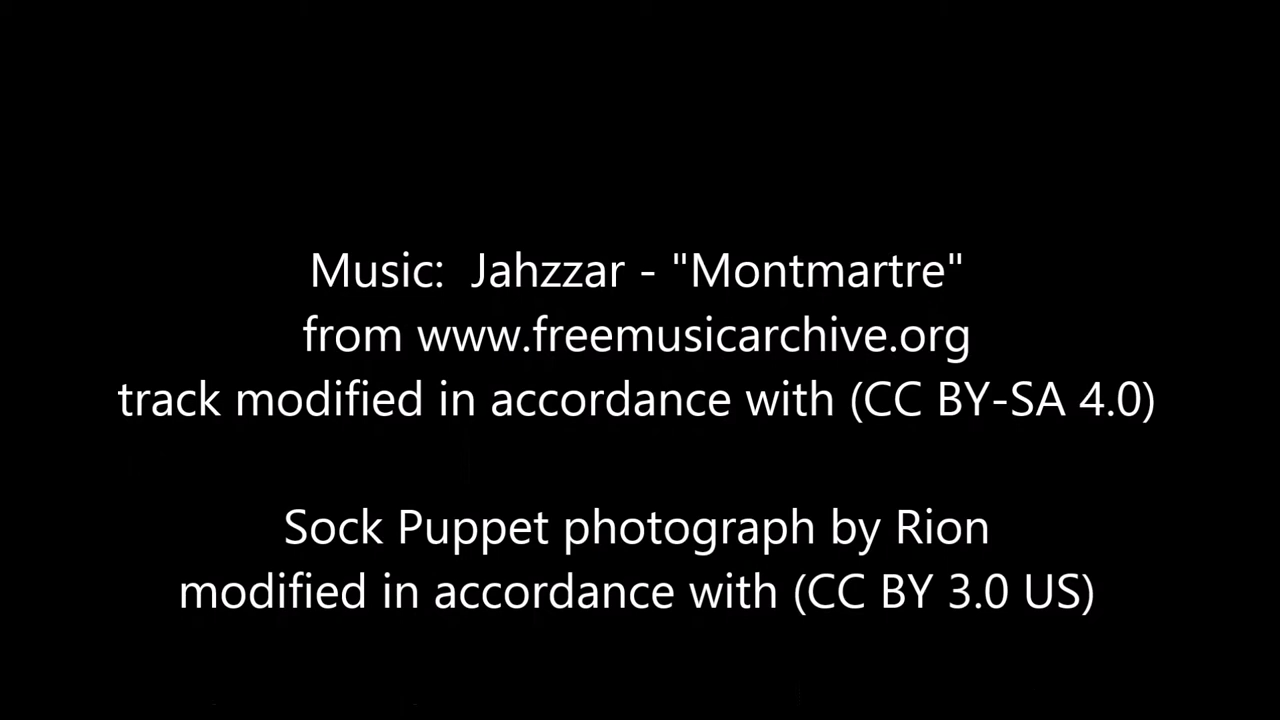 Music:  Jahzzar - "Montmartre"
from www.freemusicarchive.org
track modified in accordance with (CC BY-SA 4.0)
Sock Puppet photograph by Rion
modified in accordance with (CC BY 3.0 US)